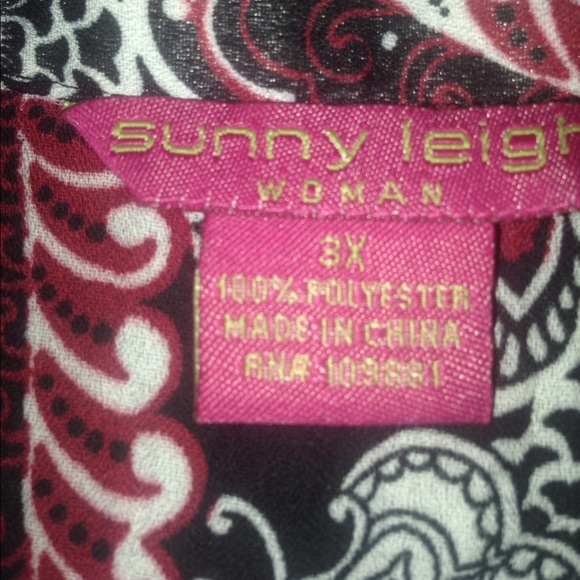 sunny leigh
WOMAN
3X
100% POLYESTER
MADE IN CHINA
RN# 109881